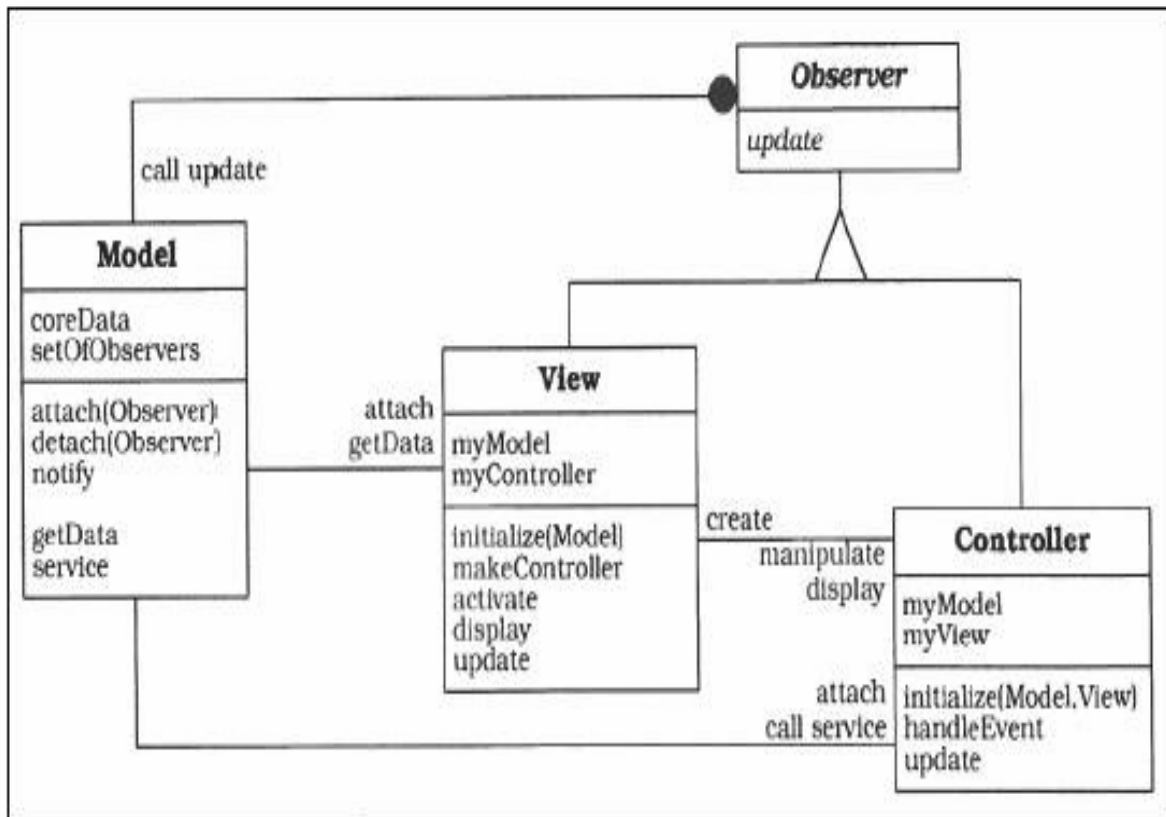 Observer
update
call update
Model
coreData
setOfObservers
attach(Observer)
detach(Observer)
notify
getData
service
attach
getData
View
myModel
myController
initialize(Model)
makeController
activate
display
update
create
manipulate
display
Controller
myModel
myView
attach
call service
initialize(Model.View)
handleEvent
update